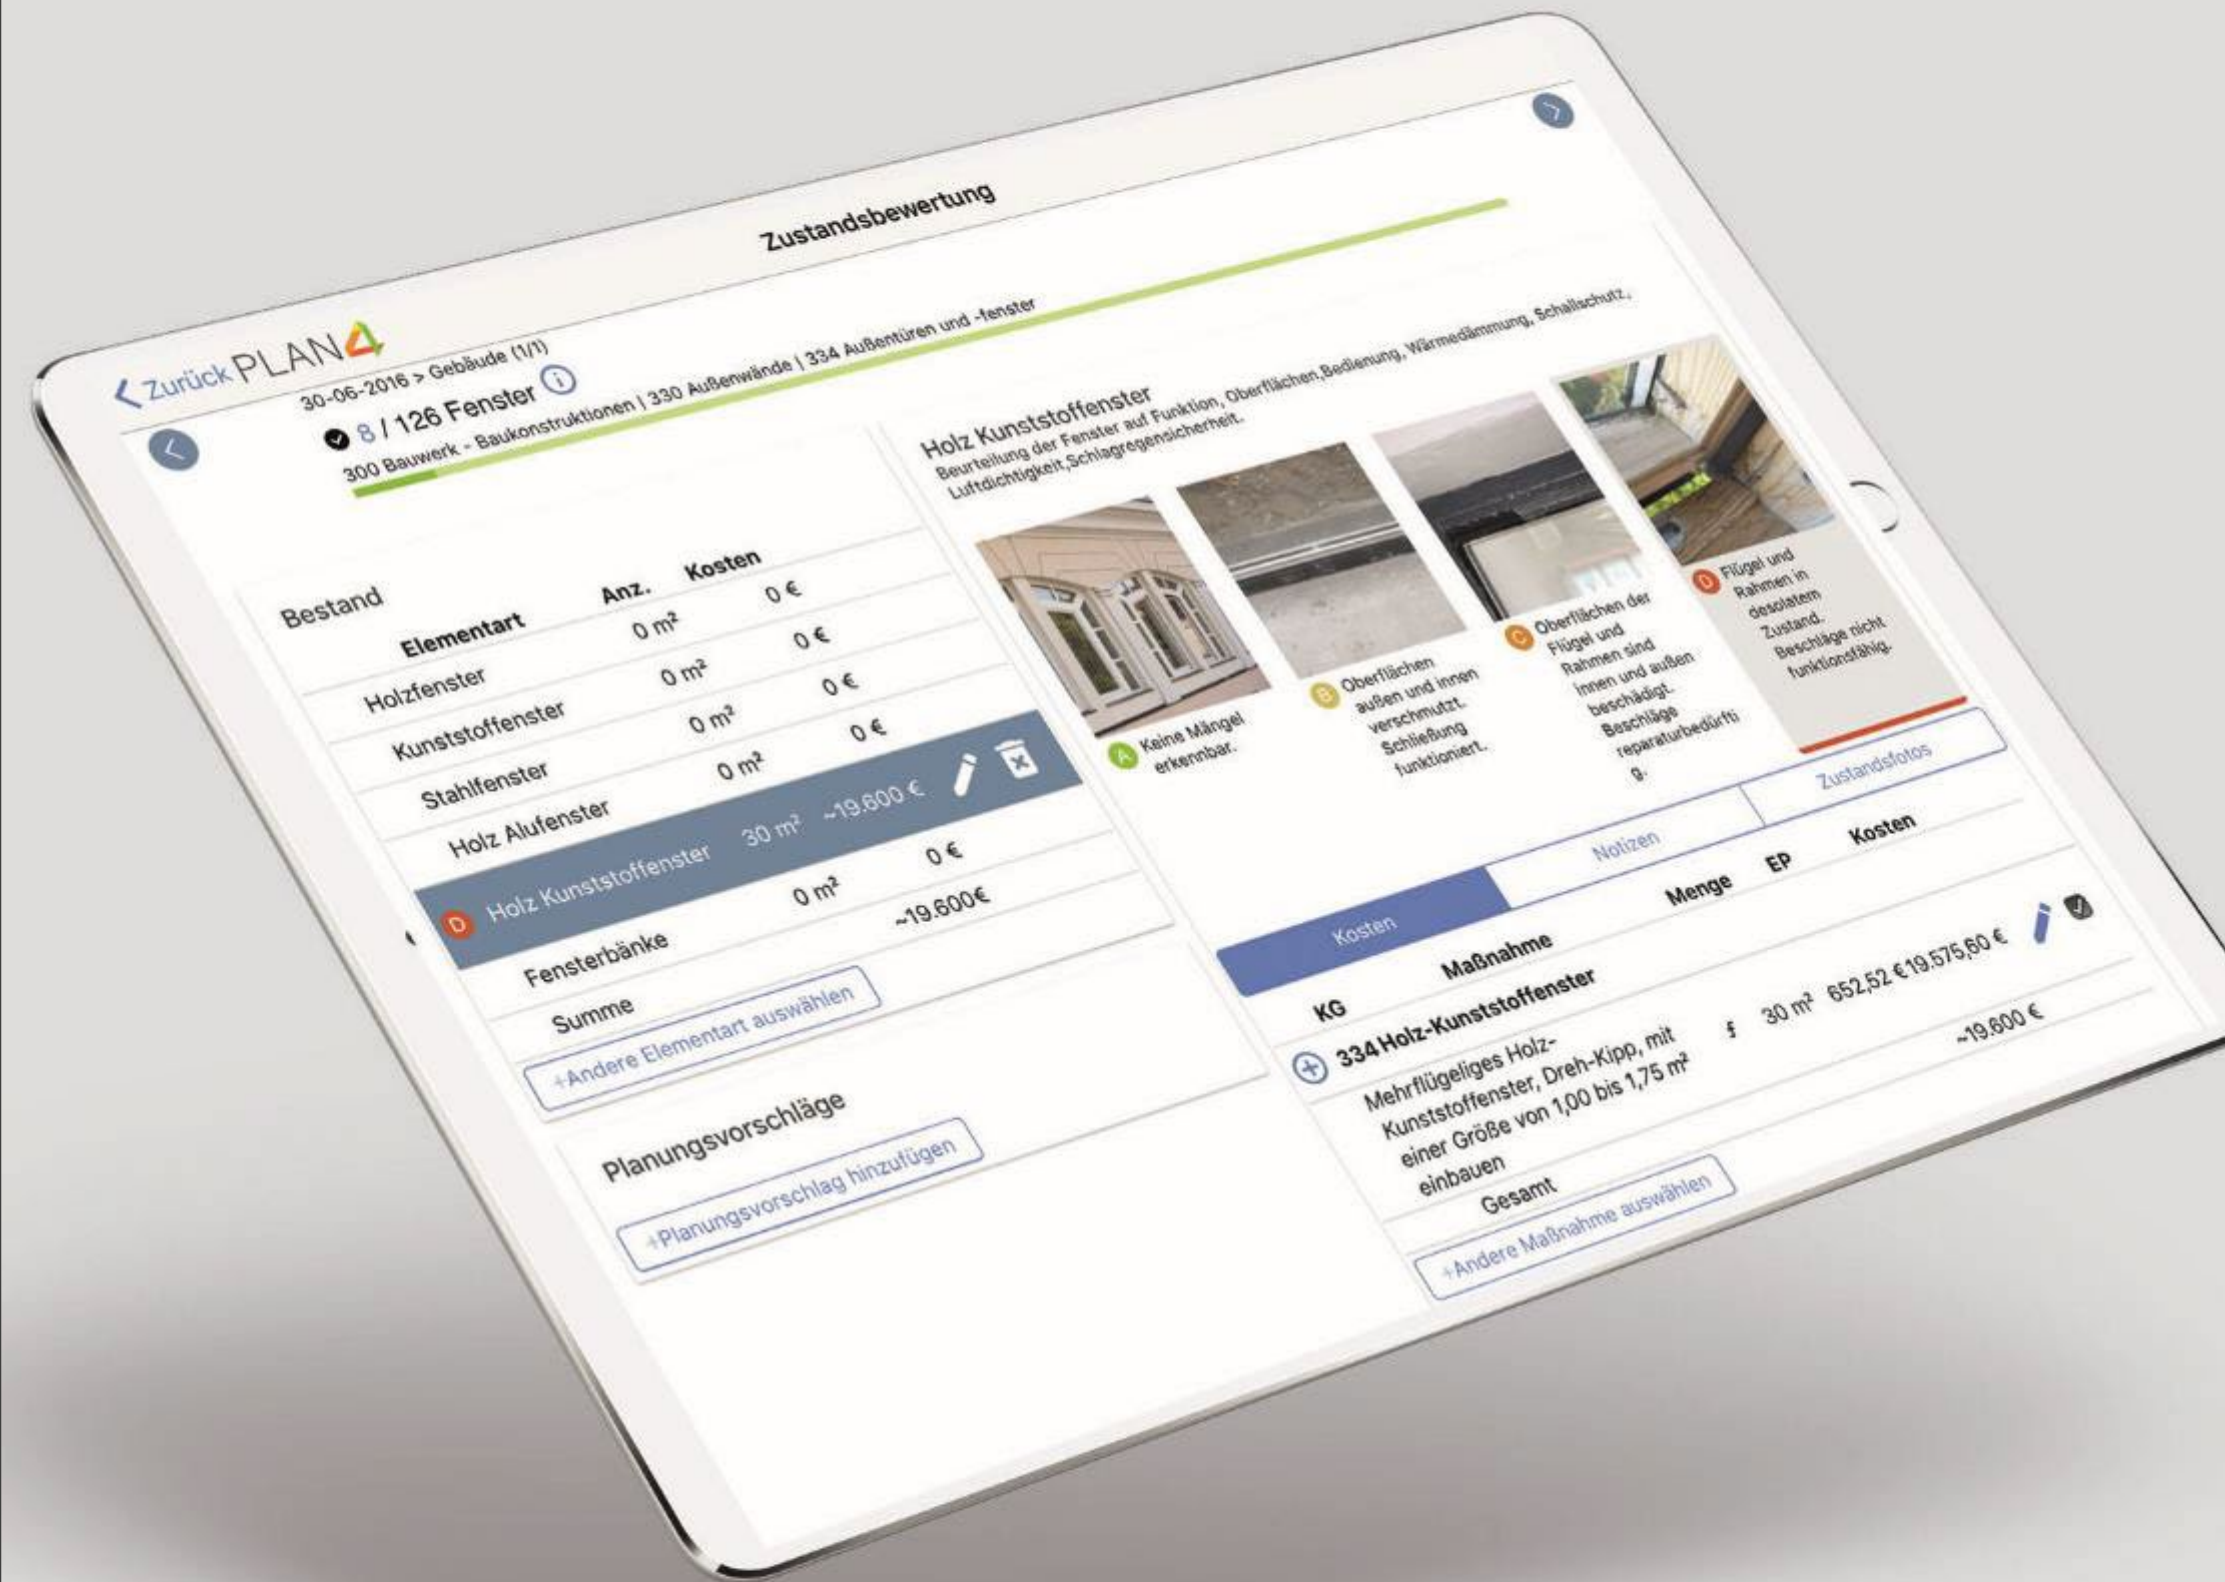 Zustandsbewertung
Zurück PLAN4
30-06-2016 > Gebäude (1/1)
8 / 126 Fenster
300 Bauwerk - Baukonstruktionen | 330 Außenwände | 334 Außentüren und -fenster
Bestand
Elementart Anz. Kosten
Holzfenster 0 m² 0 €
Kunststoffenster 0 m² 0 €
Stahlfenster 0 m² 0 €
Holz Alufenster 0 m² 0 €
D Holz Kunststoffenster 30 m² ~19.600 €
Fensterbänke 0 m² 0 €
Summe ~19.600€
+Andere Elementart auswählen
Planungsvorschläge
+Planungsvorschlag hinzufügen
Holz Kunststoffenster
Beurteilung der Fenster auf Funktion, Oberflächen,Bedienung, Wärmedämmung, Schallschutz,
Luftdichtigkeit,Schlagregensicherheit.
A Keine Mängel
erkennbar.
B Oberflächen
außen und innen
verschmutzt.
Schließung
funktioniert.
C Oberflächen der
Flügel und
Rahmen sind
innen und außen
beschädigt.
Beschläge
reparaturbedürfti
g.
D Flügel und
Rahmen in
desolatem
Zustand.
Beschläge nicht
funktionsfähig.
Kosten Notizen Zustandsfotos
KG Maßnahme Menge EP Kosten
334 Holz-Kunststoffenster
Mehrflügeliges Holz-
Kunststoffenster, Dreh-Kipp, mit 30 m² 652,52 € 19.575,60 €
einer Größe von 1,00 bis 1,75 m²
einbauen
Gesamt ~19.600 €
+Andere Maßnahme auswählen